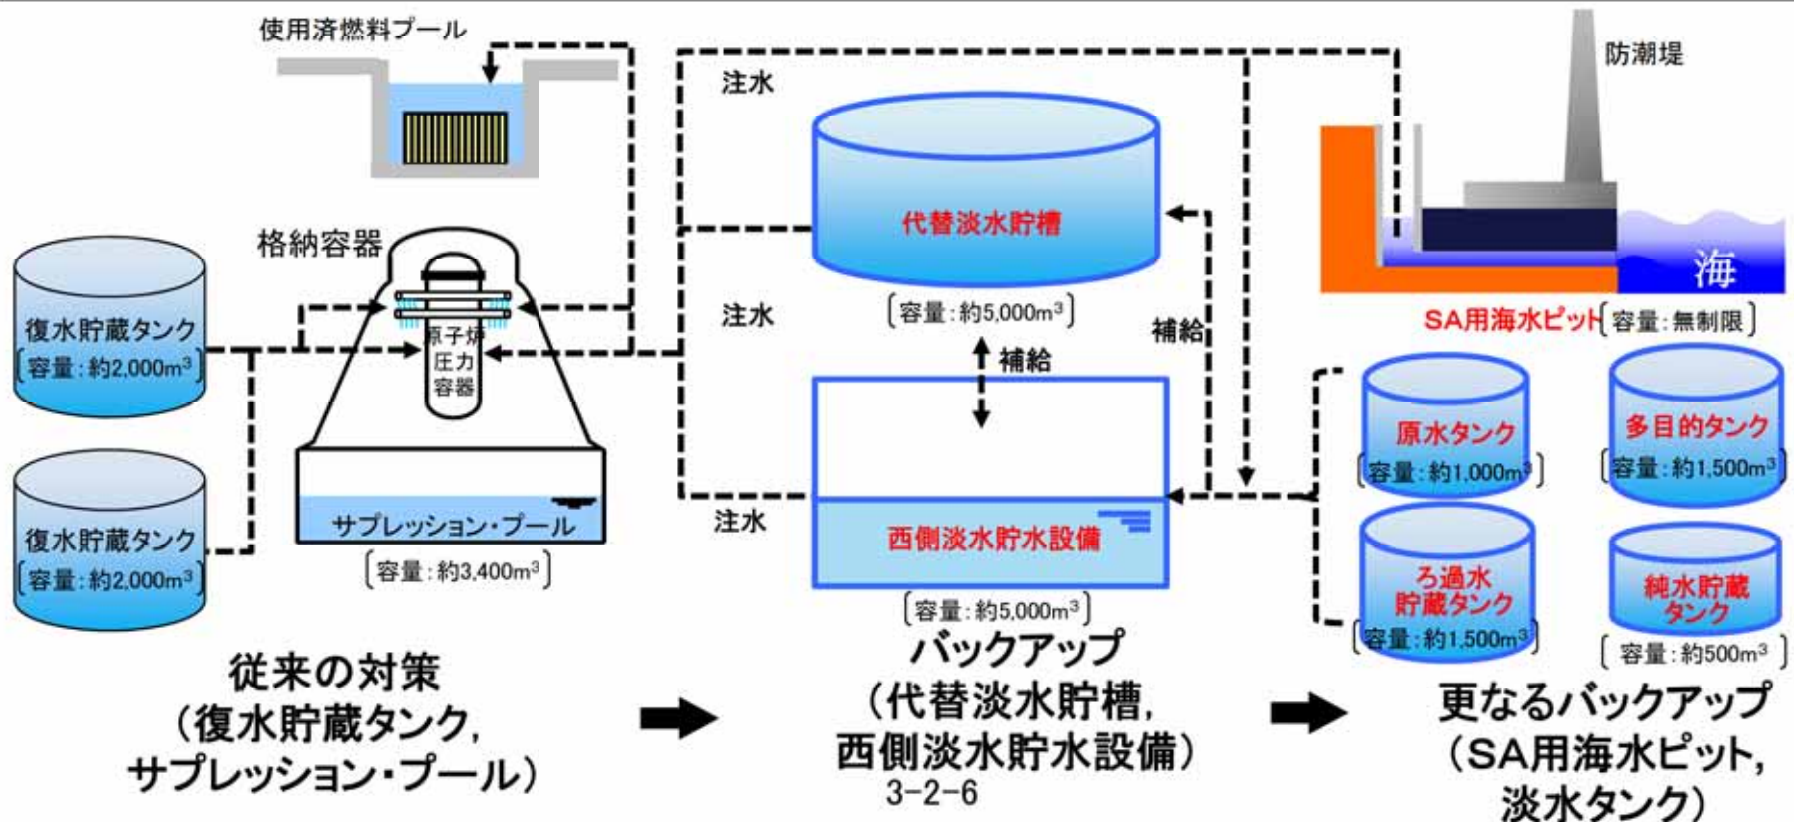 使用済燃料プール
格納容器
復水貯蔵タンク
〔容量：約2,000m³〕
復水貯蔵タンク
〔容量：約2,000m³〕
原子炉
圧力
容器
サプレッション・プール
〔容量：約3,400m³〕
従来の対策
（復水貯蔵タンク，
サプレッション・プール）
注水
注水
注水
代替淡水貯槽
〔容量：約5,000m³〕
補給
補給
西側淡水貯水設備
〔容量：約5,000m³〕
バックアップ
（代替淡水貯槽，
西側淡水貯水設備）
3-2-6
防潮堤
海
SA用海水ピット〔容量：無制限〕
原水タンク
〔容量：約1,000m³〕
多目的タンク
〔容量：約1,500m³〕
ろ過水
貯蔵タンク
〔容量：約1,500m³〕
純水貯蔵
タンク
〔容量：約500m³〕
更なるバックアップ
（SA用海水ピット，
淡水タンク）